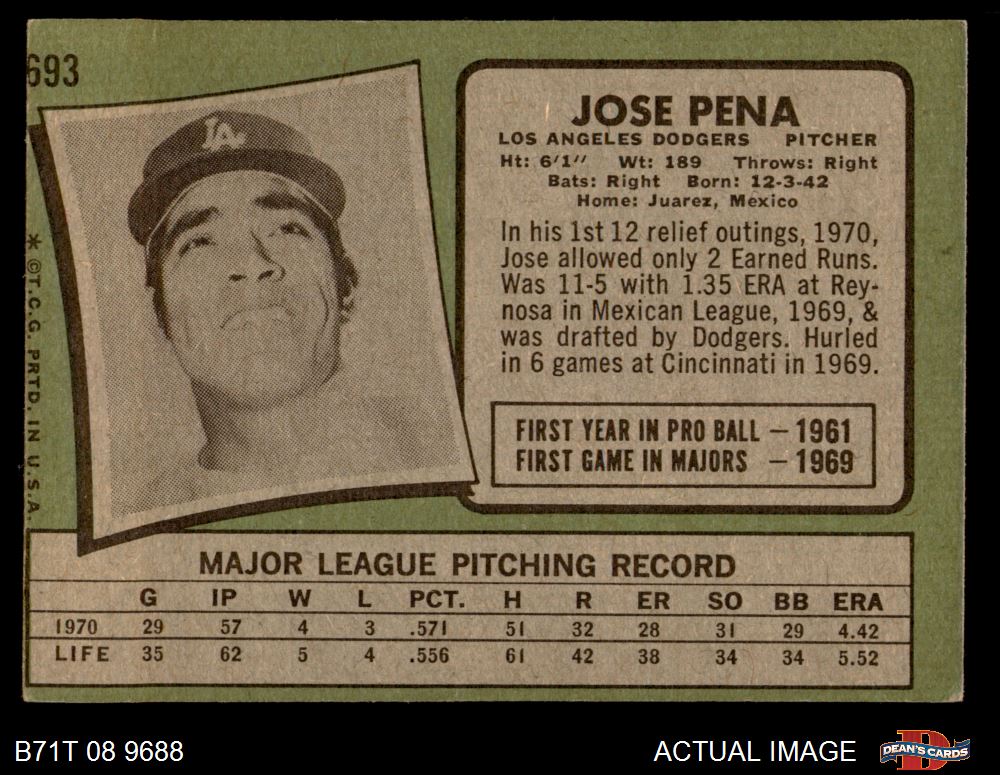 693
LA
* ©T.C.G. PRTD. IN U.S.A.
JOSE PENA
LOS ANGELES DODGERS PITCHER
Ht: 6'1" Wt: 189 Throws: Right
Bats: Right Born: 12-3-42
Home: Juarez, Mexico
In his 1st 12 relief outings, 1970,
Jose allowed only 2 Earned Runs.
Was 11-5 with 1.35 ERA at Rey-
nosa in Mexican League, 1969, &
was drafted by Dodgers. Hurled
in 6 games at Cincinnati in 1969.
FIRST YEAR IN PRO BALL — 1961
FIRST GAME IN MAJORS — 1969
MAJOR LEAGUE PITCHING RECORD
G IP W L PCT. H R ER SO BB ERA
1970 29 57 4 3 .571 51 32 28 31 29 4.42
LIFE 35 62 5 4 .556 61 42 38 34 34 5.52
B71T 08 9688
ACTUAL IMAGE
DEAN'S CARDS